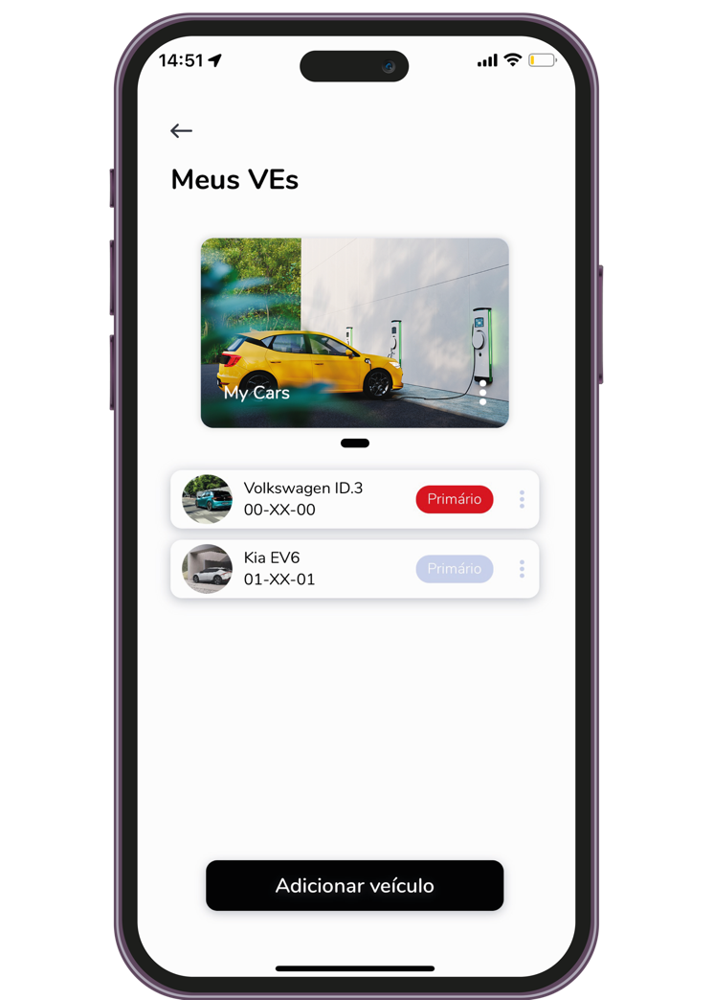 14:51
Meus VEs
My Cars
Volkswagen ID.3
00-XX-00
Primário
Kia EV6
01-XX-01
Primário
Adicionar veículo